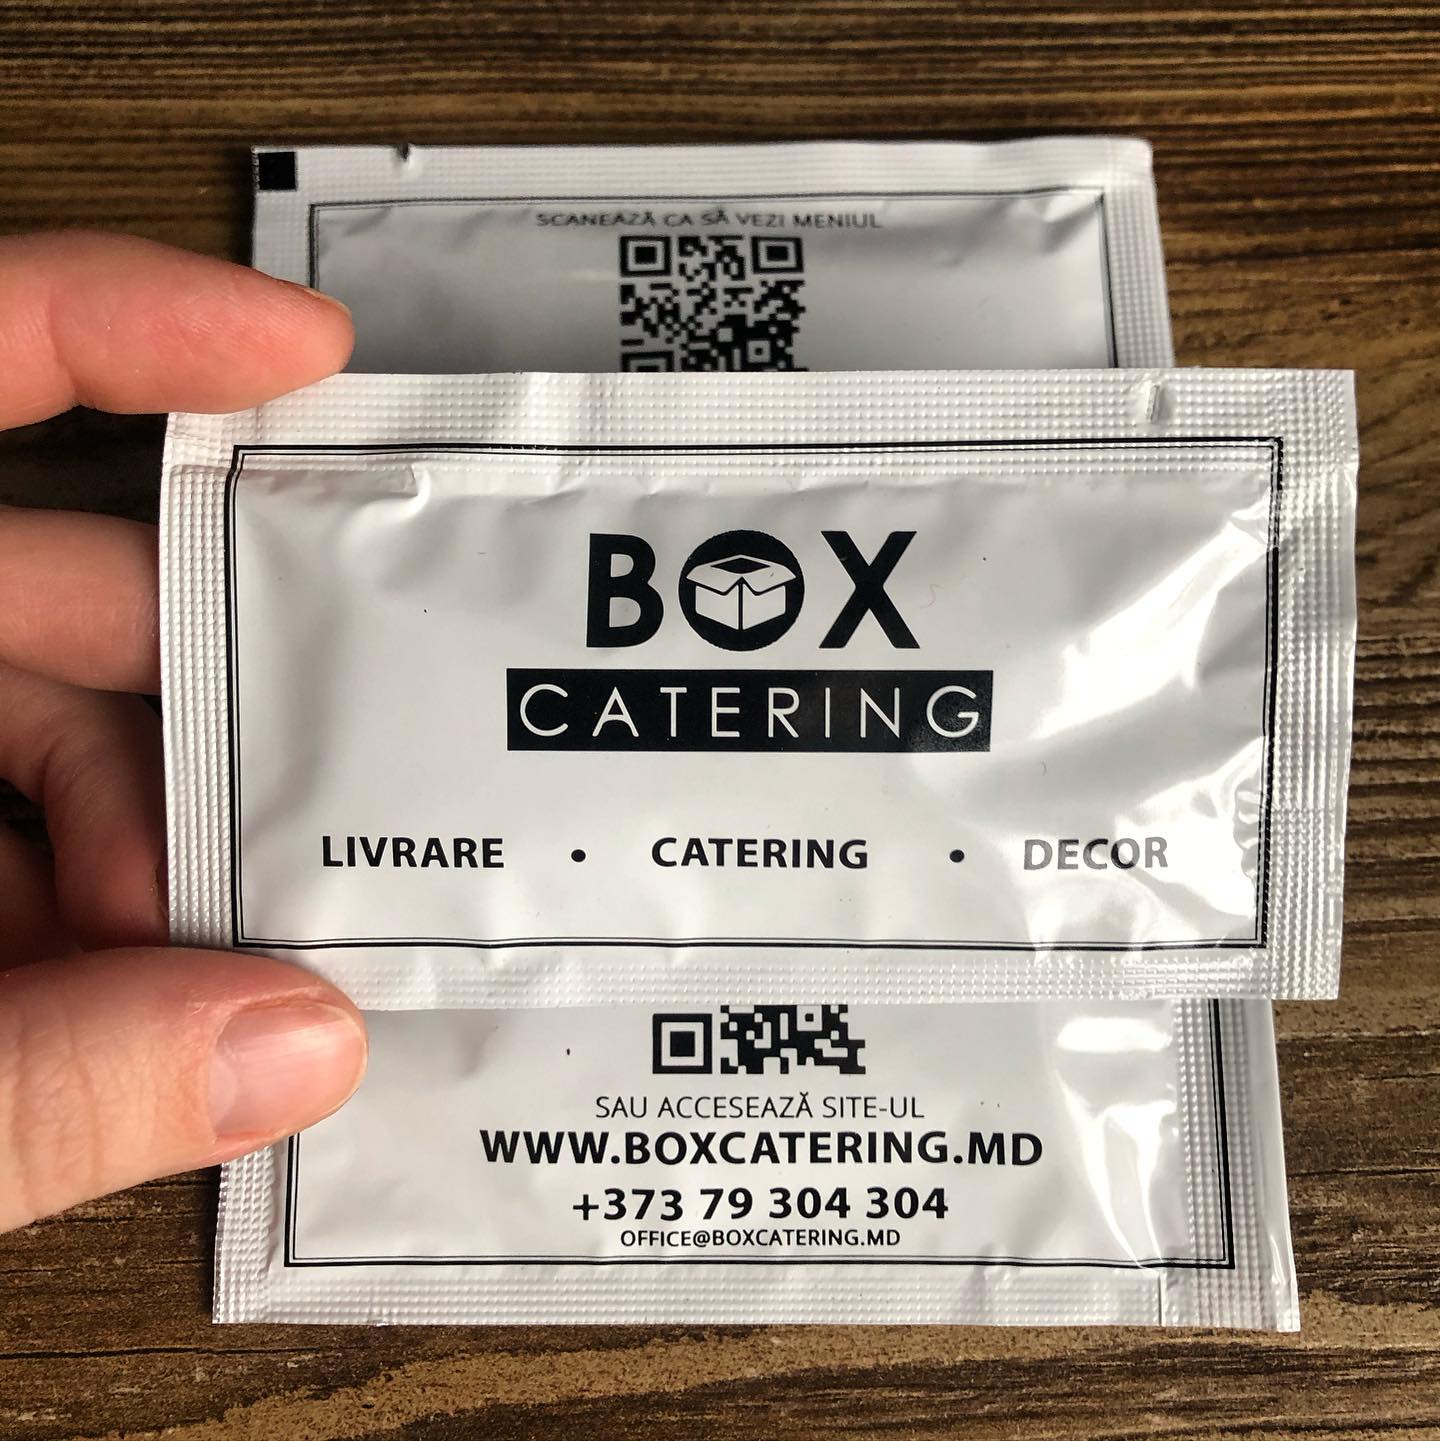 SCANEAZĂ CA SĂ VEZI MENIUL
BOX
CATERING
LIVRARE • CATERING • DECOR
SAU ACCESEAZĂ SITE-UL
WWW.BOXCATERING.MD
+373 79 304 304
OFFICE@BOXCATERING.MD